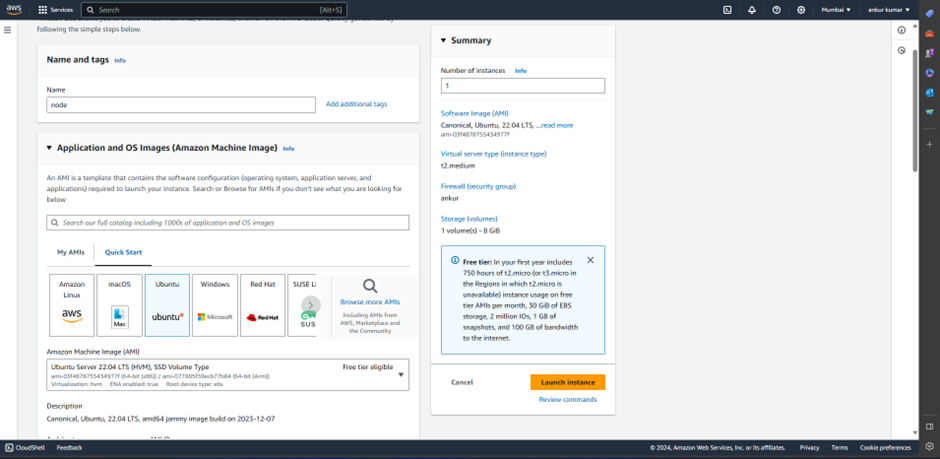 aws
Services
Search
[Alt+S]
Mumbai
ankur kumar
following the simple steps below.
Name and tags Info
Name
node
Add additional tags
Application and OS Images (Amazon Machine Image) Info
An AMI is a template that contains the software configuration (operating system, application server, and
applications) required to launch your instance. Search or Browse for AMIs if you don't see what you are looking for
below
Search our full catalog including 1000s of application and OS images
My AMIs
Quick Start
Amazon
Linux
aws
macOS
Mac
Ubuntu
ubuntu®
Windows
Microsoft
Red Hat
Red Hat
SUSE Li
SUS
Browse more AMIs
Including AMIs from
AWS, Marketplace and
the Community
Amazon Machine Image (AMI)
Ubuntu Server 22.04 LTS (HVM), SSD Volume Type
Free tier eligible
ami-03f4878755434977f (64-bit (x86)) / ami-077885f59ecb77b84 (64-bit (Arm))
Virtualization: hvm ENA enabled: true Root device type: ebs
Description
Canonical, Ubuntu, 22.04 LTS, amd64 jammy image build on 2023-12-07
Summary
Number of instances Info
1
Software Image (AMI)
Canonical, Ubuntu, 22.04 LTS, ...read more
ami-03f4878755434977f
Virtual server type (instance type)
t2.medium
Firewall (security group)
ankur
Storage (volumes)
1 volume(s) - 8 GiB
Free tier: In your first year includes
750 hours of t2.micro (or t3.micro in
the Regions in which t2.micro is
unavailable) instance usage on free
tier AMIs per month, 30 GiB of EBS
storage, 2 million IOs, 1 GB of
snapshots, and 100 GB of bandwidth
to the internet.
Cancel
Launch instance
Review commands
CloudShell
Feedback
© 2024, Amazon Web Services, Inc. or its affiliates.
Privacy
Terms
Cookie preferences